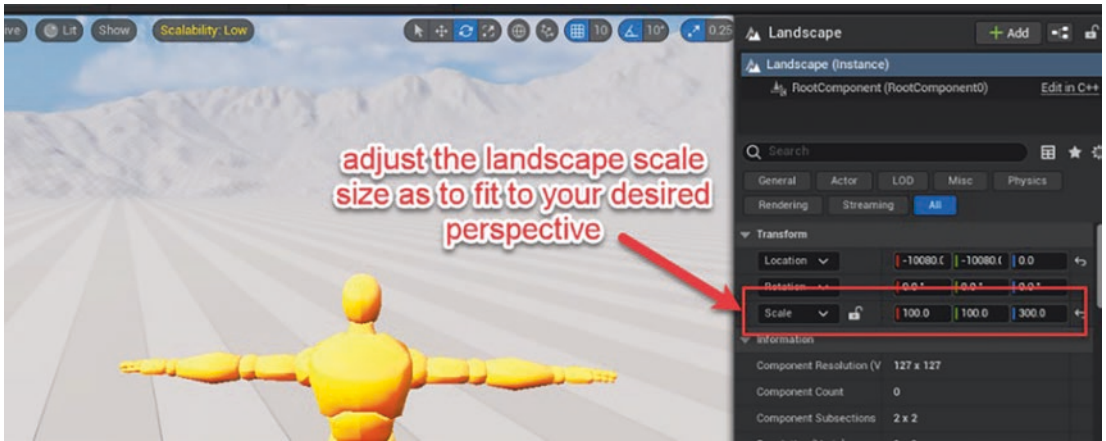 Lit Show Scalability: Low 10 10° 0.25
Landscape + Add
Landscape (Instance)
RootComponent (RootComponent0) Edit in C++
Search
General Actor LOD Misc Physics
Rendering Streaming All
adjust the landscape scale
size as to fit to your desired
perspective
Transform
Location -10080.( -10080.( 0.0
Rotation 0.0° 0.0° 0.0°
Scale 100.0 100.0 300.0
Information
Component Resolution (V 127 x 127
Component Count 0
Component Subsections 2 x 2